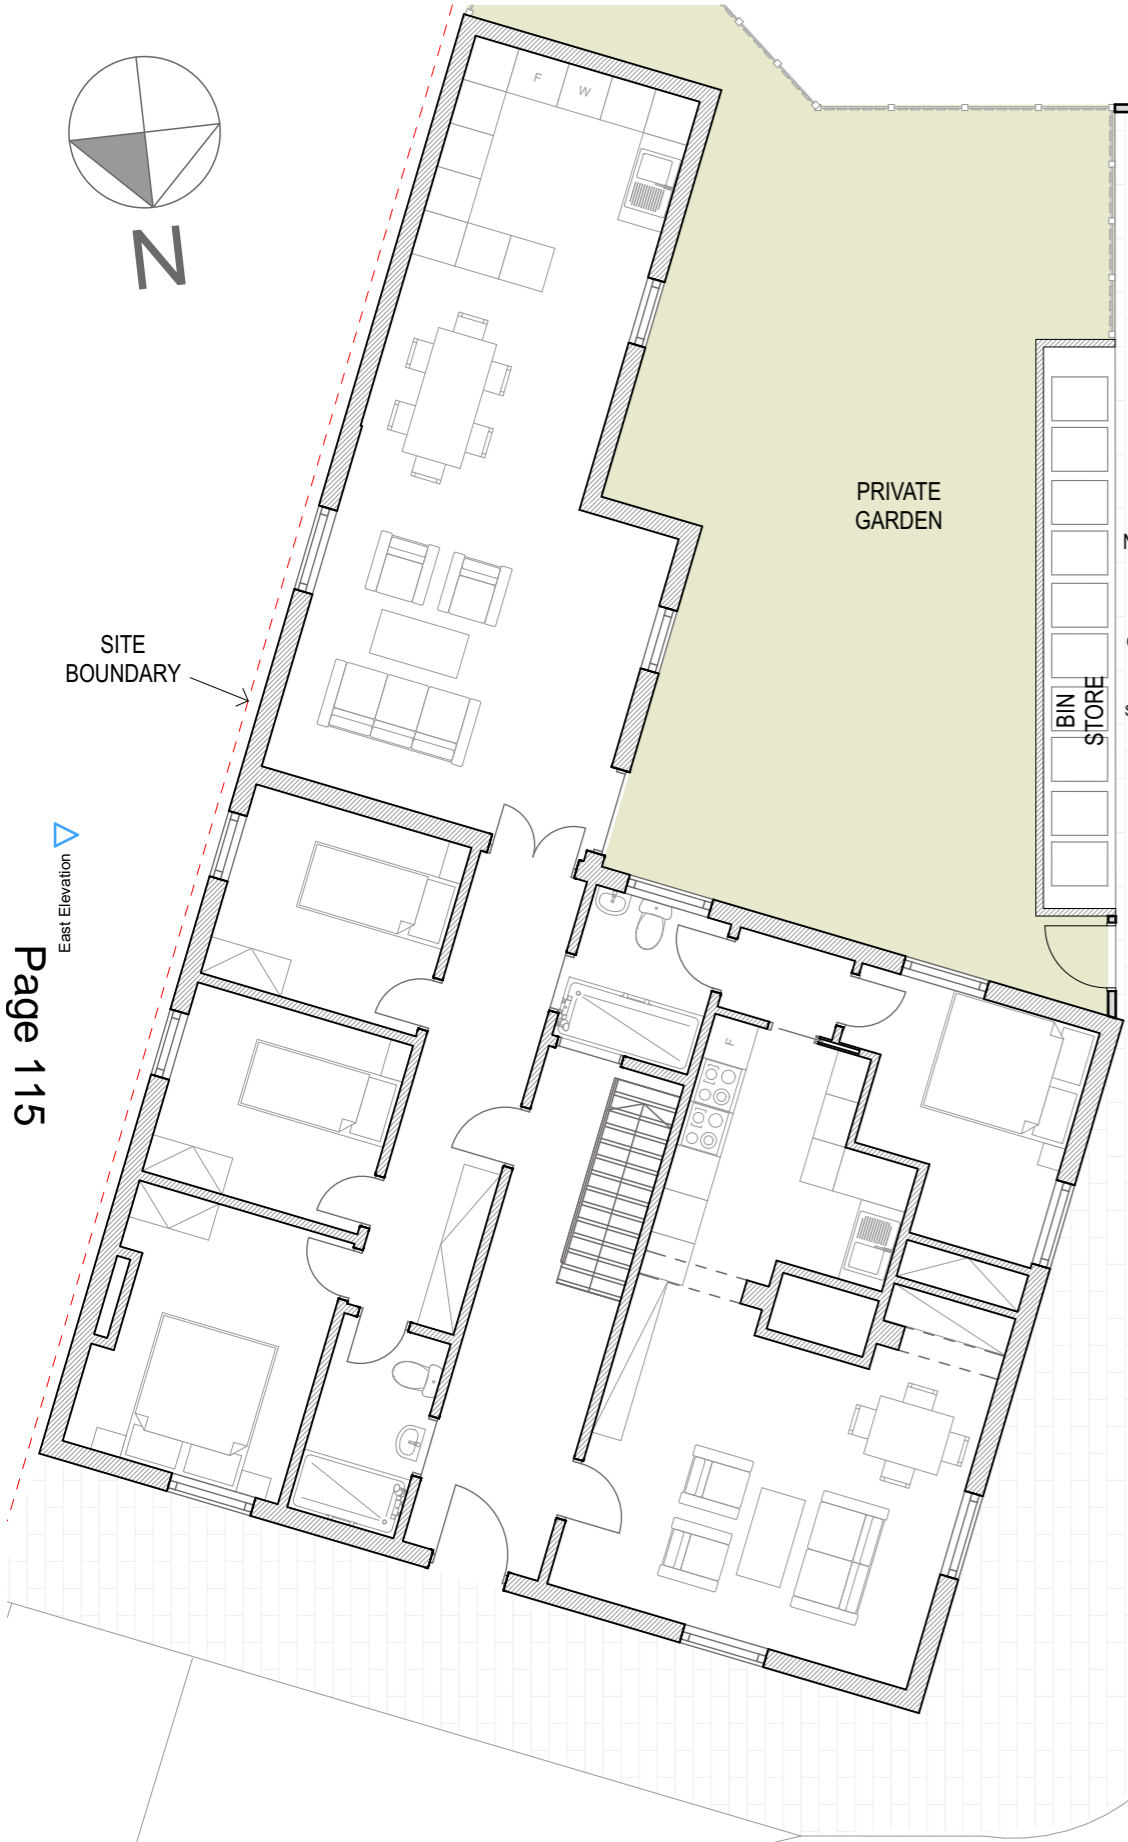 F
W
N
PRIVATE
GARDEN
SITE
BOUNDARY
BIN
STORE
East Elevation
Page 115
F